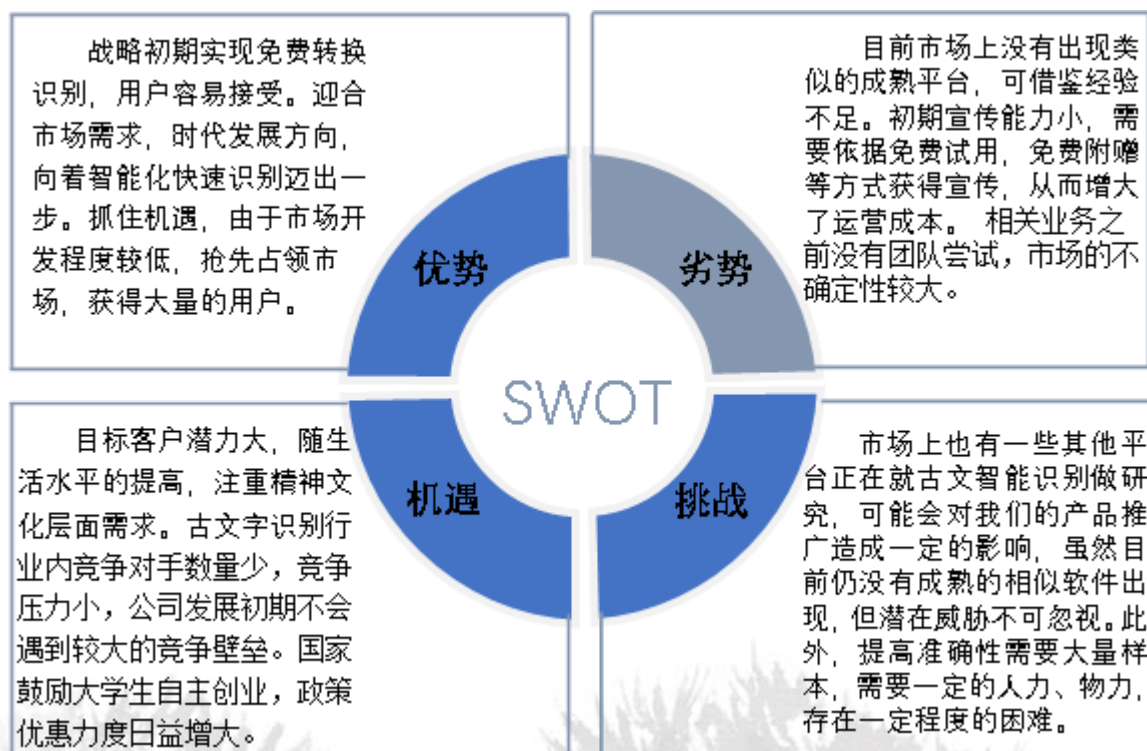 战略初期实现免费转换
识别，用户容易接受。迎合
市场需求，时代发展方向，
向着智能化快速识别迈出一
步。抓住机遇，由于市场开
发程度较低，抢先占领市
场，获得大量的用户。
目前市场上没有出现类
似的成熟平台，可借鉴经验
不足。初期宣传能力小，需
要依据免费试用，免费附赠
等方式获得宣传，从而增大
了运营成本。 相关业务之
前没有团队尝试，市场的不
确定性较大。
优势
劣势
SWOT
机遇
挑战
目标客户潜力大，随生
活水平的提高，注重精神文
化层面需求。古文字识别行
业内竞争对手数量少，竞争
压力小，公司发展初期不会
遇到较大的竞争壁垒。国家
鼓励大学生自主创业，政策
优惠力度日益增大。
市场上也有一些其他平
台正在就古文智能识别做研
究，可能会对我们的产品推
广造成一定的影响，虽然目
前仍没有成熟的相似软件出
现，但潜在威胁不可忽视。此
外，提高准确性需要大量样
本，需要一定的人力、物力，
存在一定程度的困难。